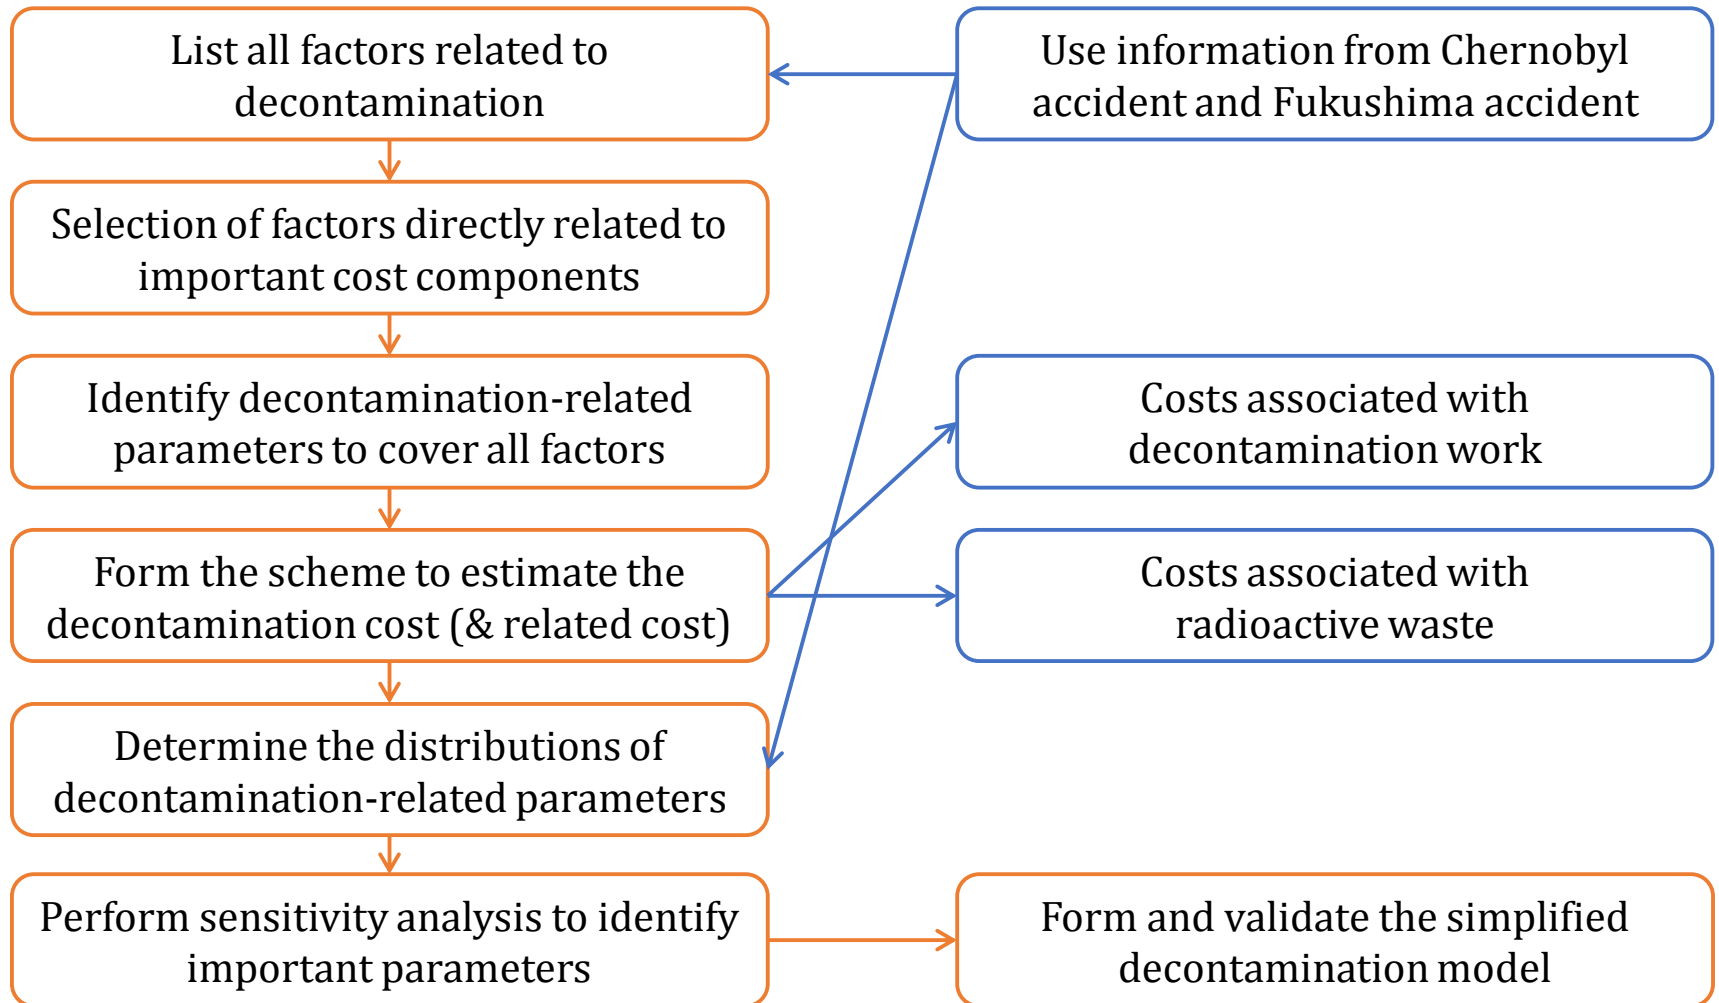 List all factors related to
decontamination
Use information from Chernobyl
accident and Fukushima accident
Selection of factors directly related to
important cost components
Identify decontamination-related
parameters to cover all factors
Costs associated with
decontamination work
Form the scheme to estimate the
decontamination cost (& related cost)
Costs associated with
radioactive waste
Determine the distributions of
decontamination-related parameters
Perform sensitivity analysis to identify
important parameters
Form and validate the simplified
decontamination model